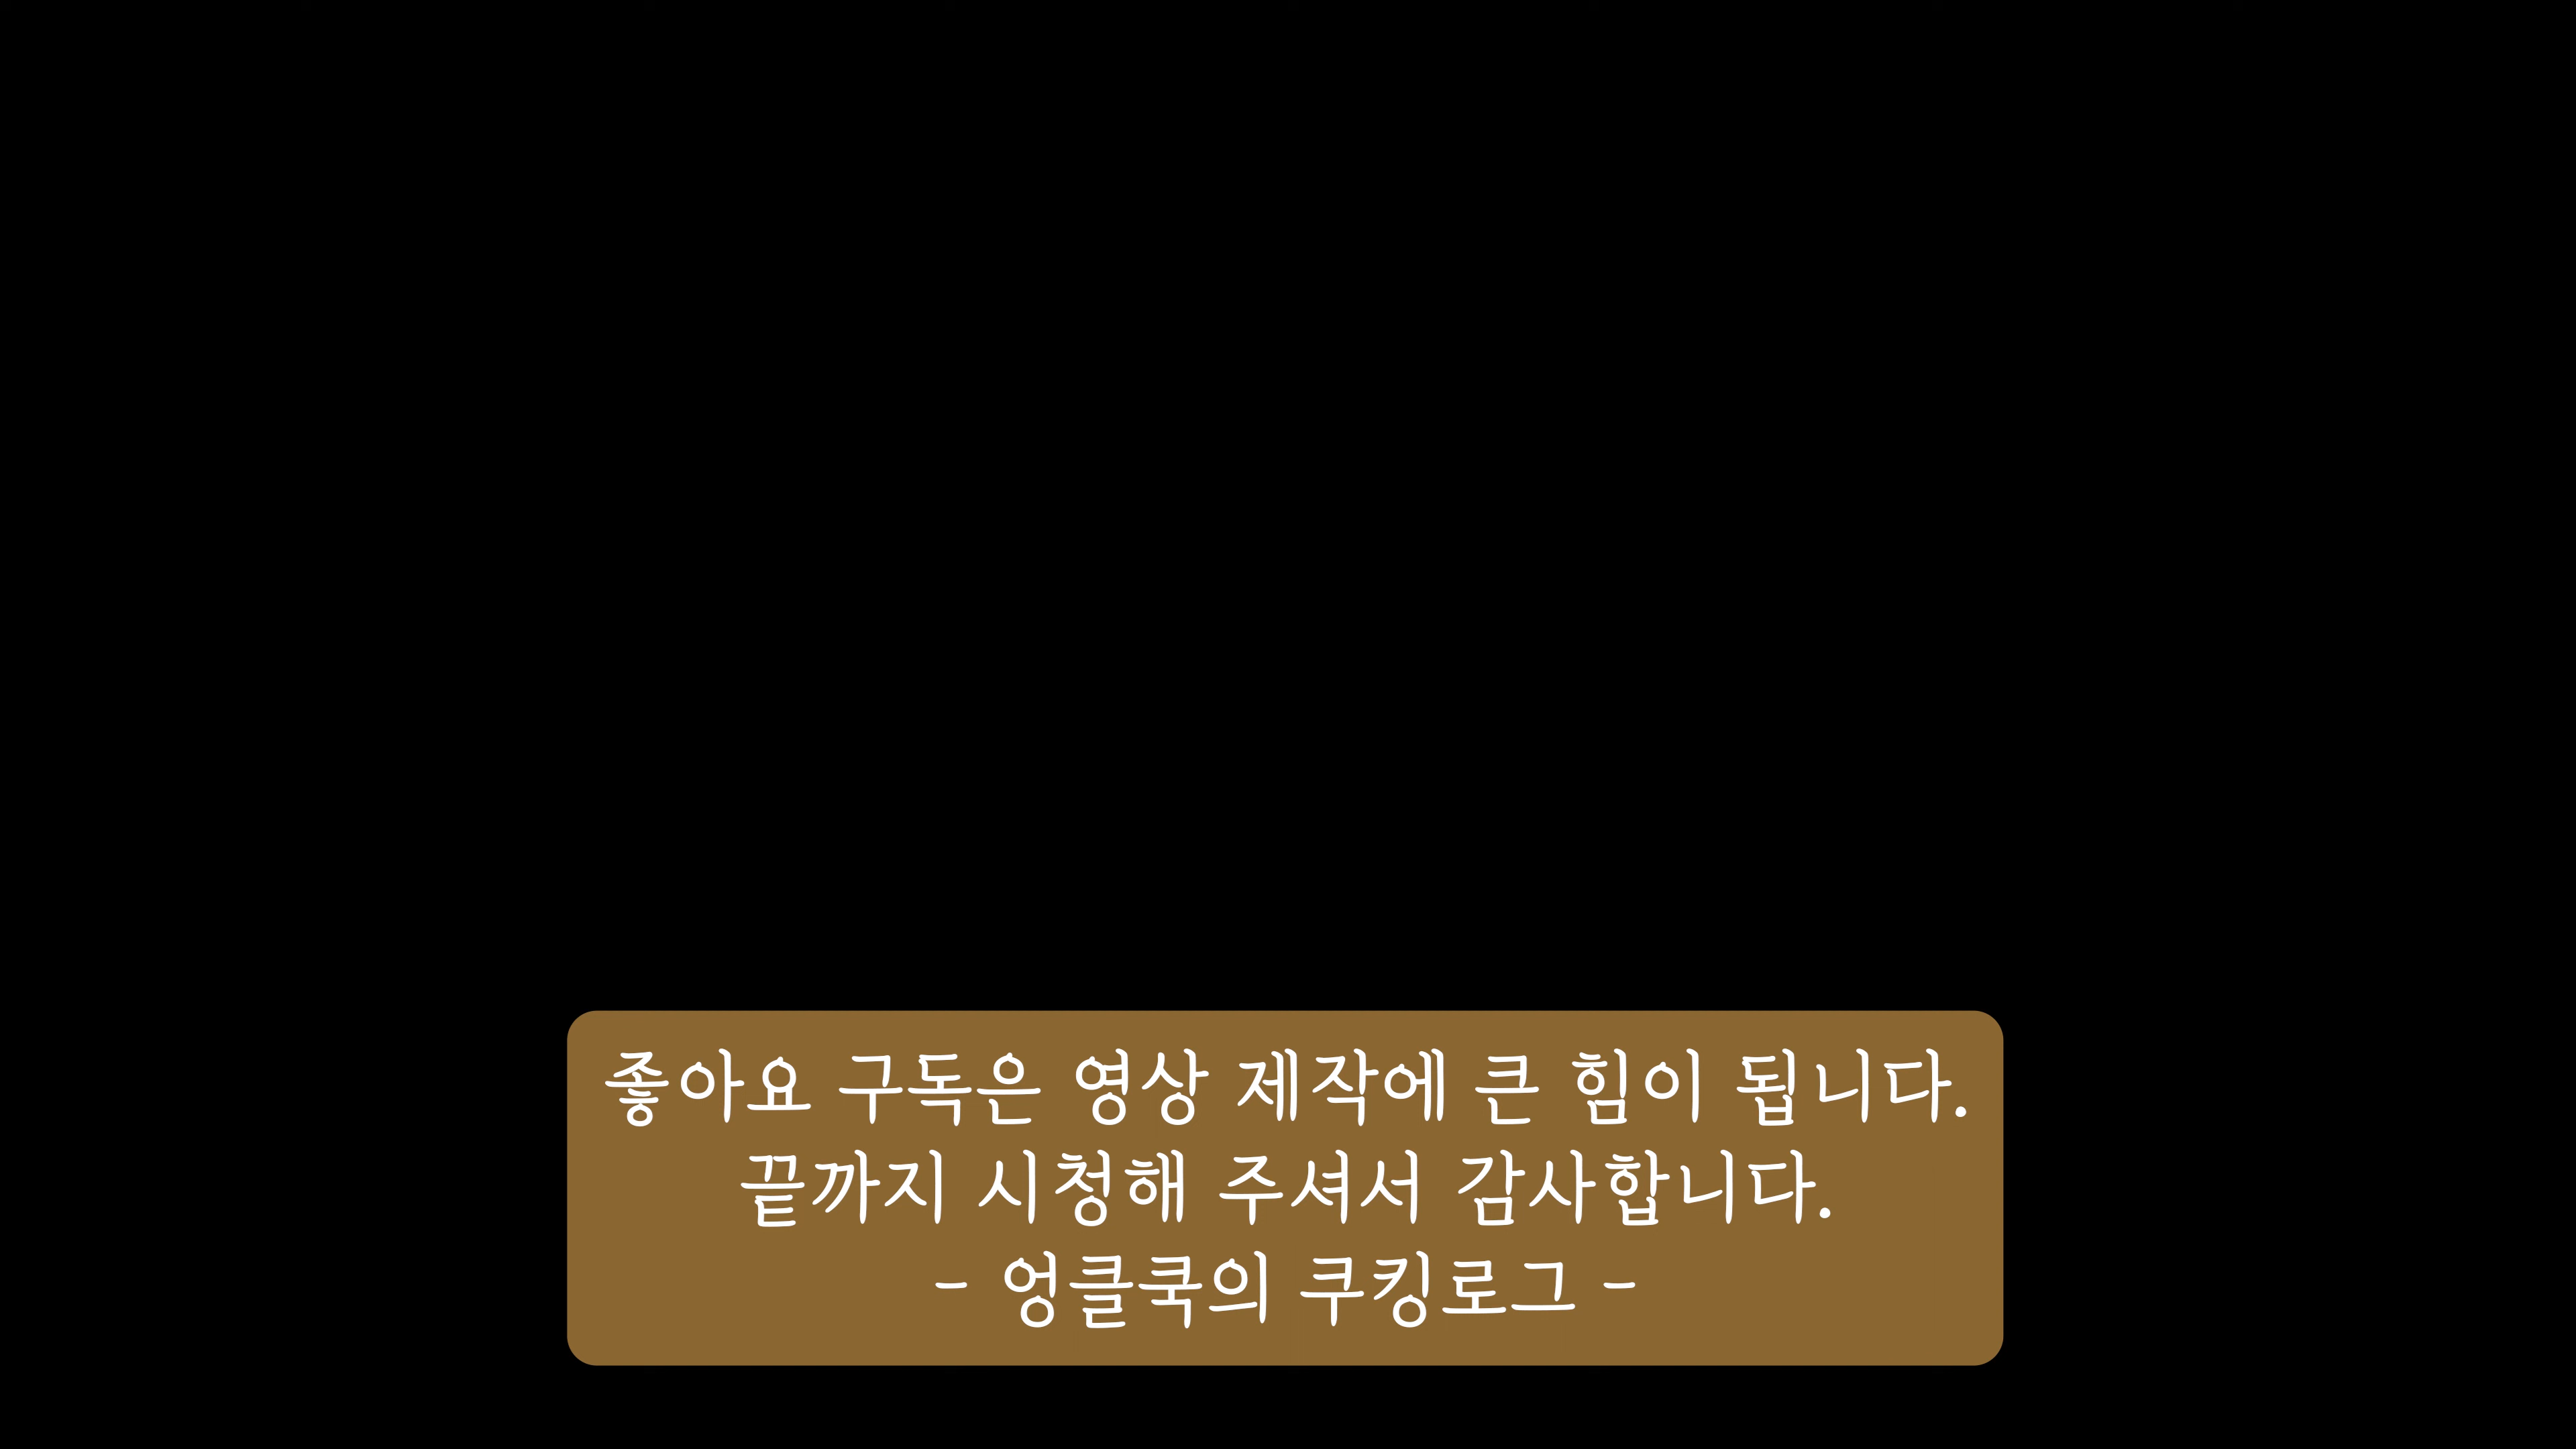 좋아요 구독은 영상 제작에 큰 힘이 됩니다.
끝까지 시청해 주셔서 감사합니다.
- 엉클쿡의 쿠킹로그 -